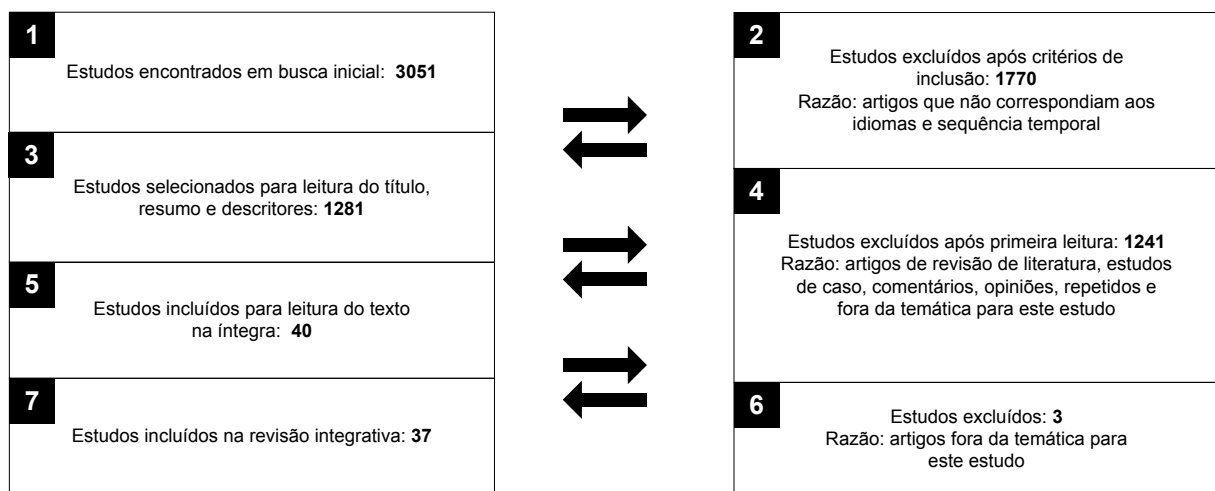 1
Estudos encontrados em busca inicial: 3051
2
Estudos excluídos após critérios de
inclusão: 1770
Razão: artigos que não correspondiam aos
idiomas e sequência temporal
3
Estudos selecionados para leitura do título,
resumo e descritores: 1281
4
Estudos excluídos após primeira leitura: 1241
Razão: artigos de revisão de literatura, estudos
de caso, comentários, opiniões, repetidos e
fora da temática para este estudo
5
Estudos incluídos para leitura do texto
na íntegra: 40
6
Estudos excluídos: 3
Razão: artigos fora da temática para
este estudo
7
Estudos incluídos na revisão integrativa: 37